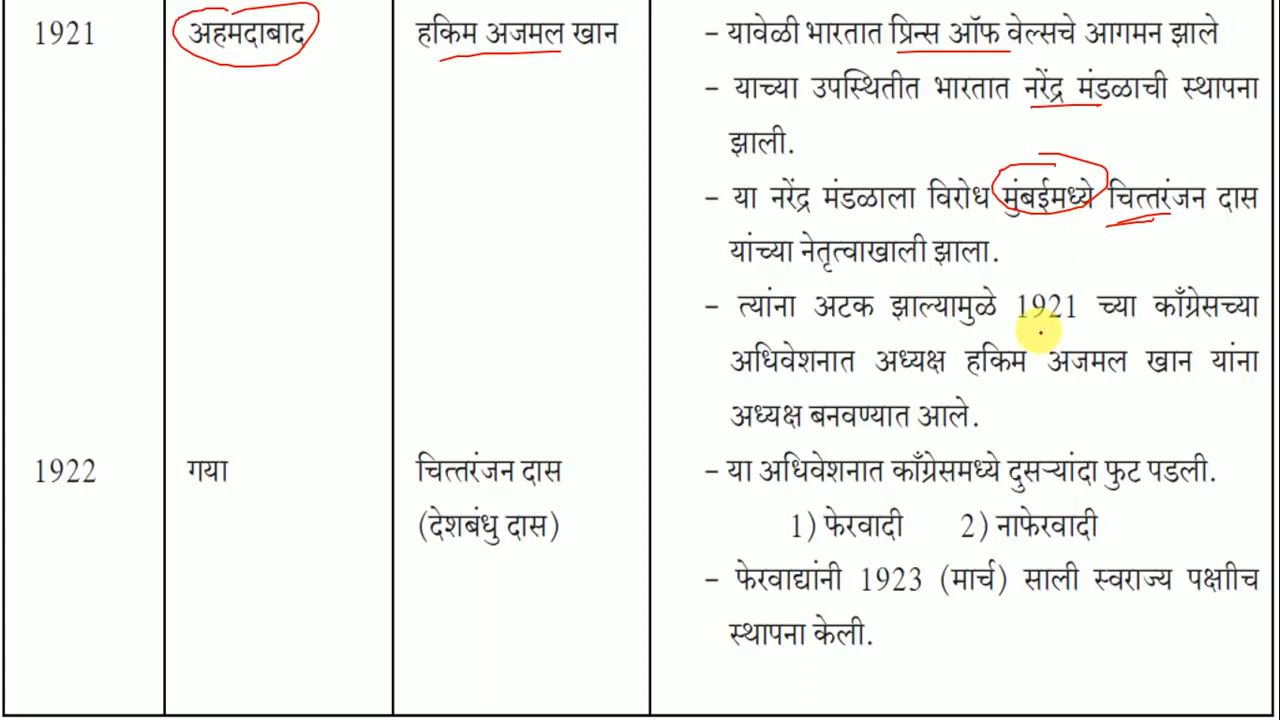 1921 अहमदाबाद हकिम अजमल खान – यावेळी भारतात प्रिन्स ऑफ वेल्सचे आगमन झाले
– याच्या उपस्थितीत भारतात नरेंद्र मंडळाची स्थापना
झाली.
– या नरेंद्र मंडळाला विरोध मुंबईमध्ये चित्तरंजन दास
यांच्या नेतृत्वाखाली झाला.
– त्यांना अटक झाल्यामुळे 1921 च्या काँग्रेसच्या
अधिवेशनात अध्यक्ष हकिम अजमल खान यांना
अध्यक्ष बनवण्यात आले.
1922 गया चित्तरंजन दास – या अधिवेशनात काँग्रेसमध्ये दुसऱ्यांदा फुट पडली.
(देशबंधु दास) 1) फेरवादी 2) नाफेरवादी
– फेरवाद्यांनी 1923 (मार्च) साली स्वराज्य पक्षाीच
स्थापना केली.